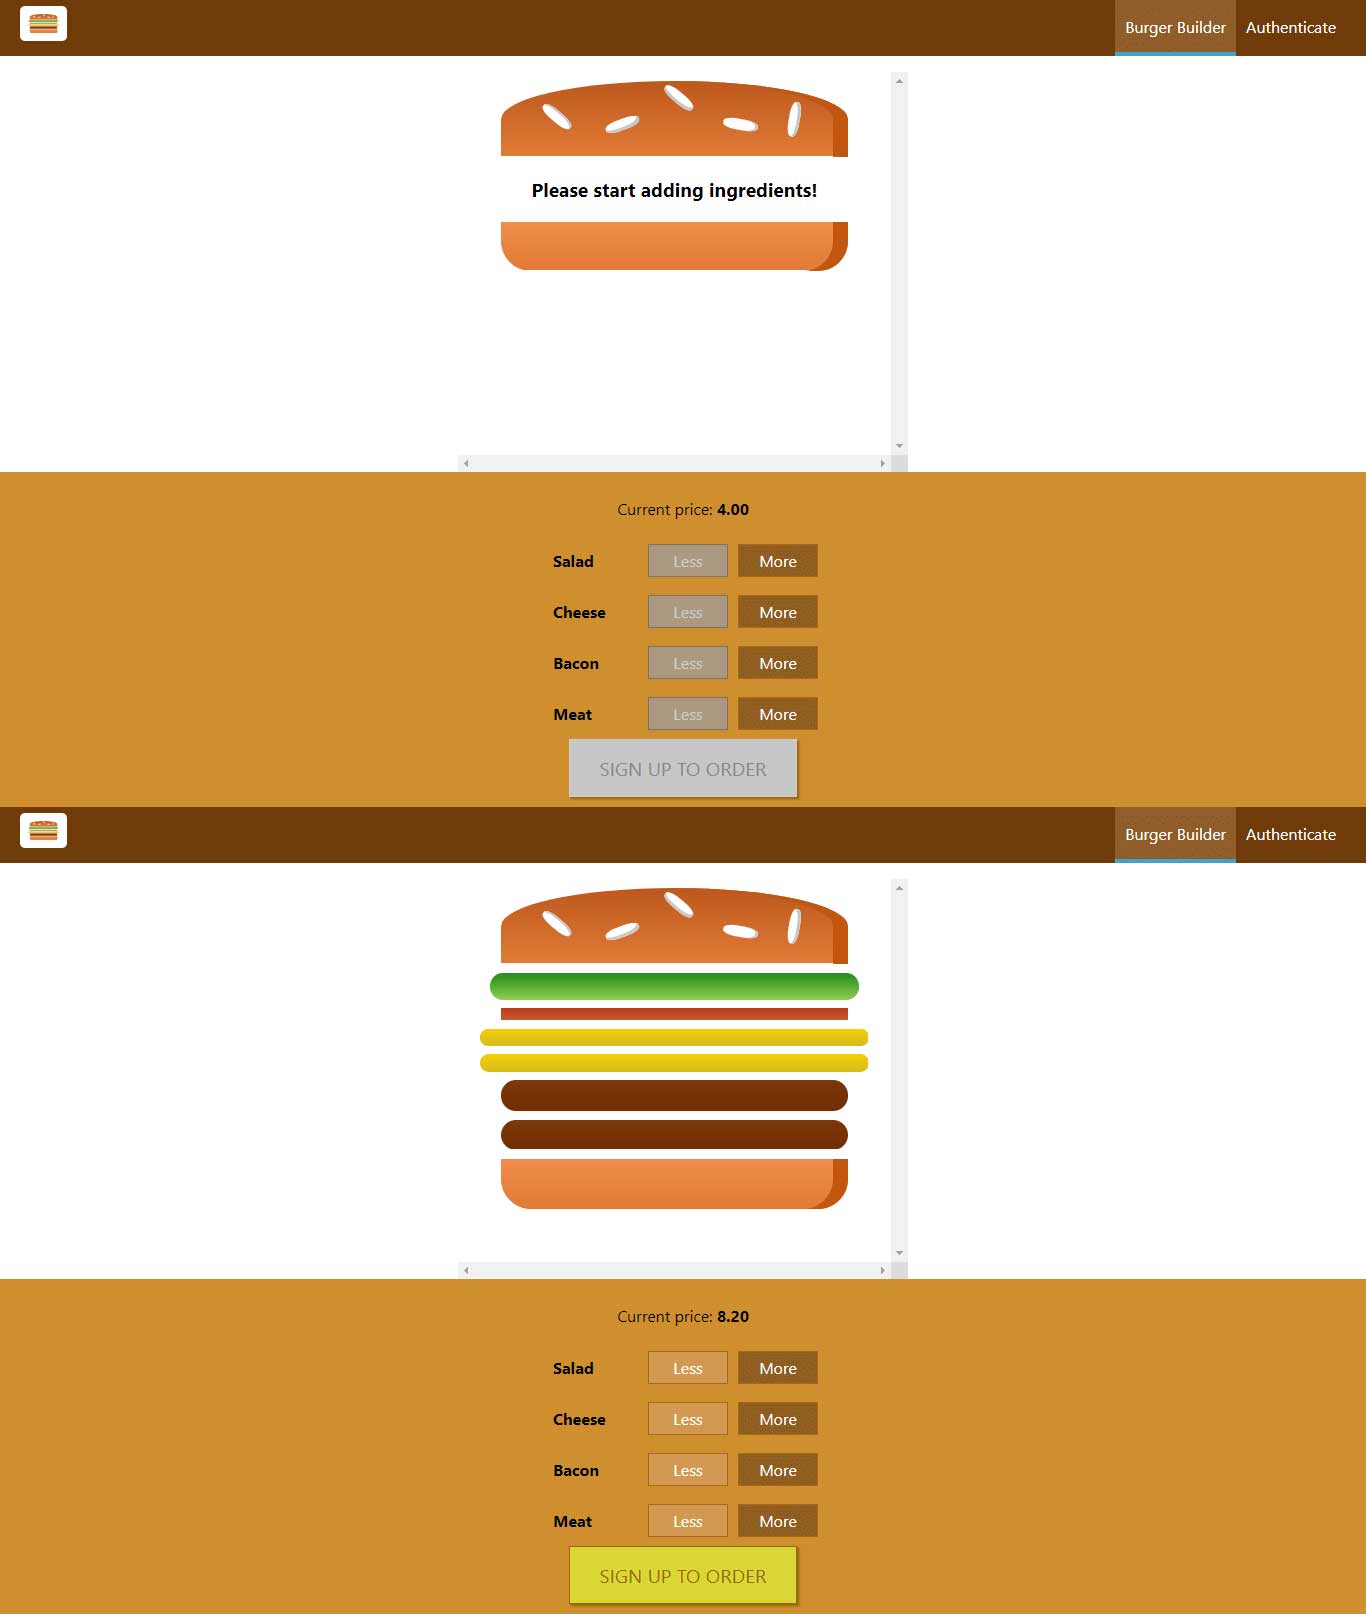 Burger Builder Authenticate
Please start adding ingredients!
Current price: 4.00
Salad Less More
Cheese Less More
Bacon Less More
Meat Less More
SIGN UP TO ORDER
Burger Builder Authenticate
Current price: 8.20
Salad Less More
Cheese Less More
Bacon Less More
Meat Less More
SIGN UP TO ORDER